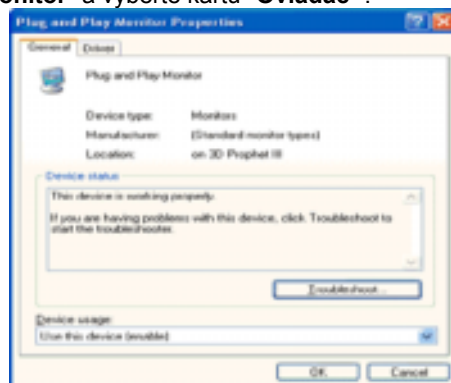 onitor" a vyberte kartu "Ovladač".
Plug and Play Monitor Properties
General Driver
Plug and Play Monitor
Device type: Monitors
Manufacturer: (Standard monitor types)
Location: on 3D Prophet III
Device status
This device is working properly.
If you are having problems with this device, click Troubleshoot to
start the troubleshooter.
Troubleshoot...
Device usage:
Use this device (enable)
OK Cancel